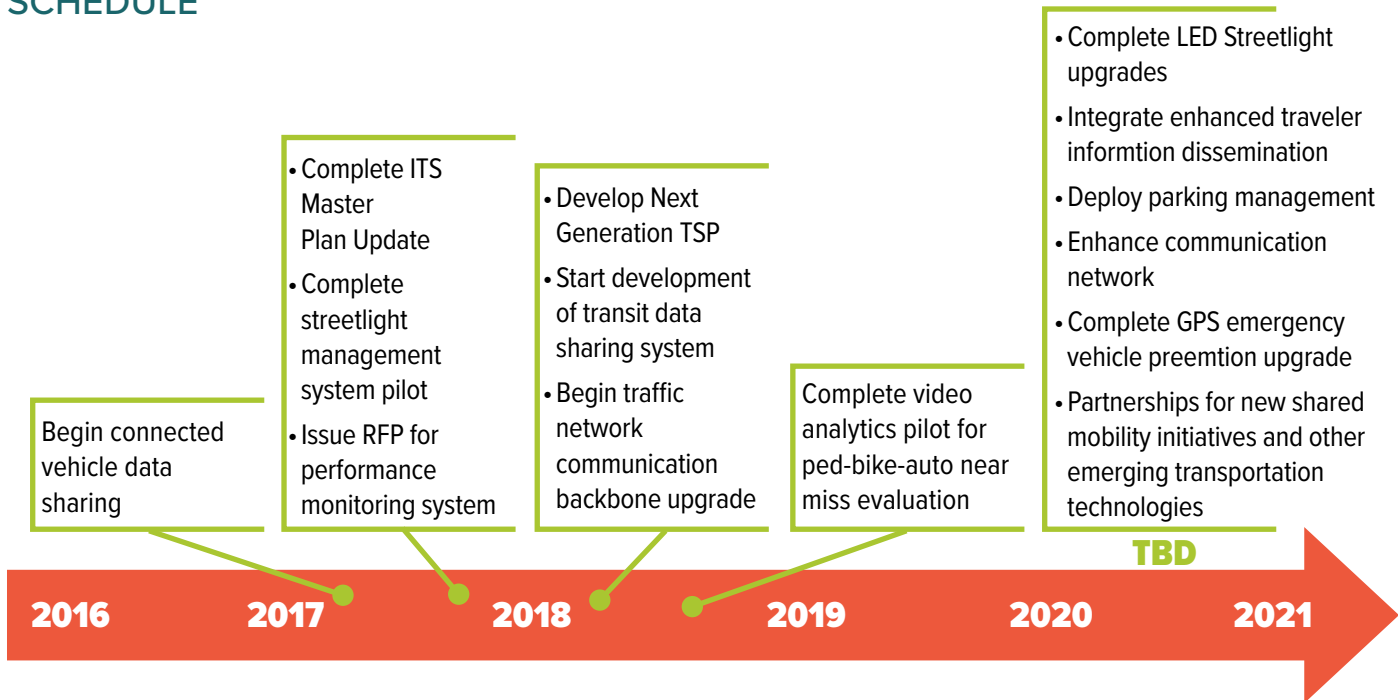 SCHEDULE
Begin connected
vehicle data
sharing
• Complete ITS
Master
Plan Update
• Complete
streetlight
management
system pilot
• Issue RFP for
performance
monitoring system
• Develop Next
Generation TSP
• Start development
of transit data
sharing system
• Begin traffic
network
communication
backbone upgrade
Complete video
analytics pilot for
ped-bike-auto near
miss evaluation
• Complete LED Streetlight
upgrades
• Integrate enhanced traveler
informtion dissemination
• Deploy parking management
• Enhance communication
network
• Complete GPS emergency
vehicle preemtion upgrade
• Partnerships for new shared
mobility initiatives and other
emerging transportation
technologies
TBD
2016 2017 2018 2019 2020 2021